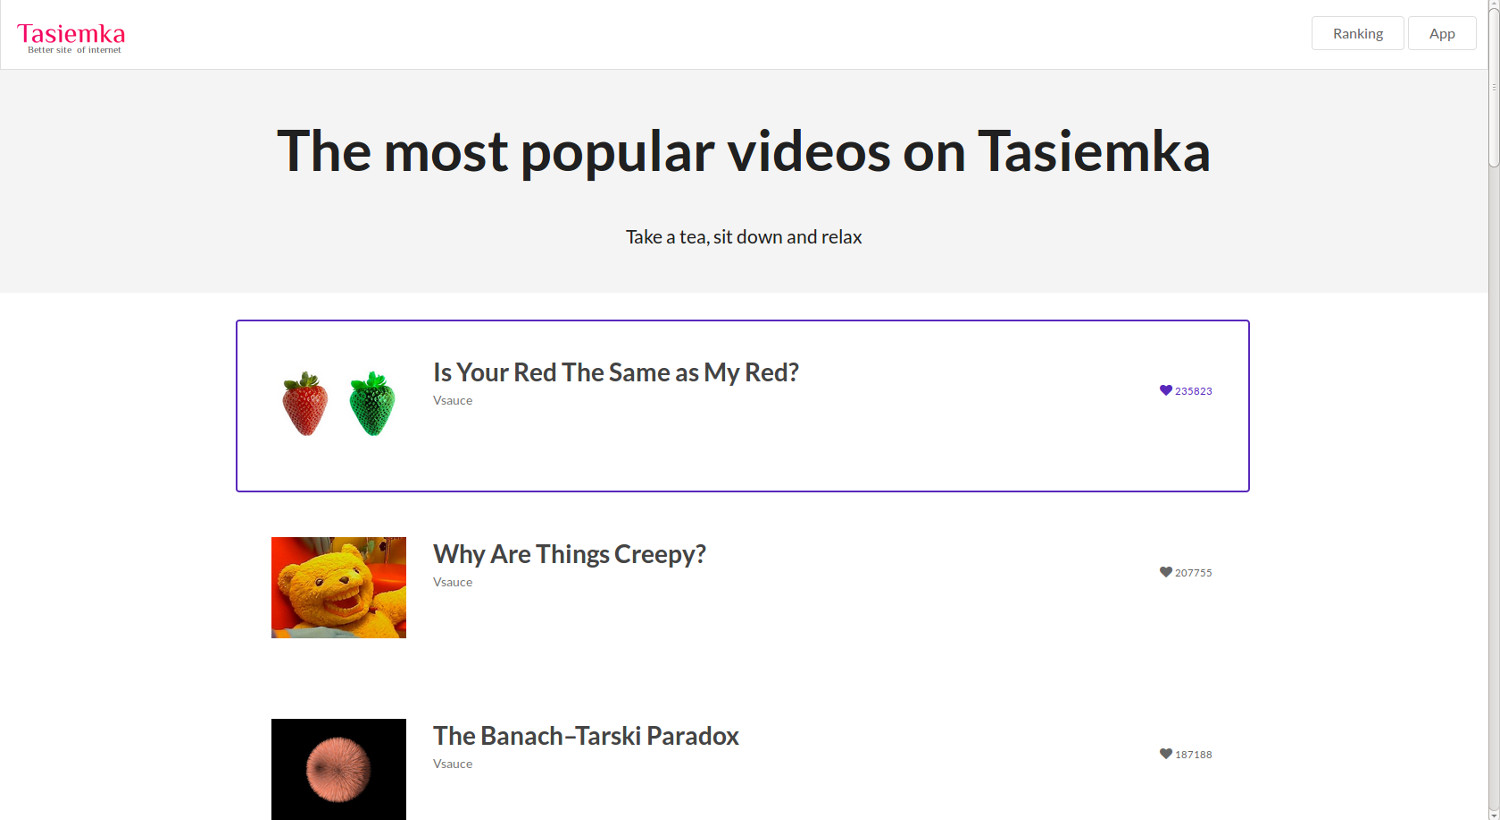 Tasiemka
Better site of internet
Ranking
App
The most popular videos on Tasiemka
Take a tea, sit down and relax
Is Your Red The Same as My Red?
Vsauce
235823
Why Are Things Creepy?
Vsauce
207755
The Banach–Tarski Paradox
Vsauce
187188